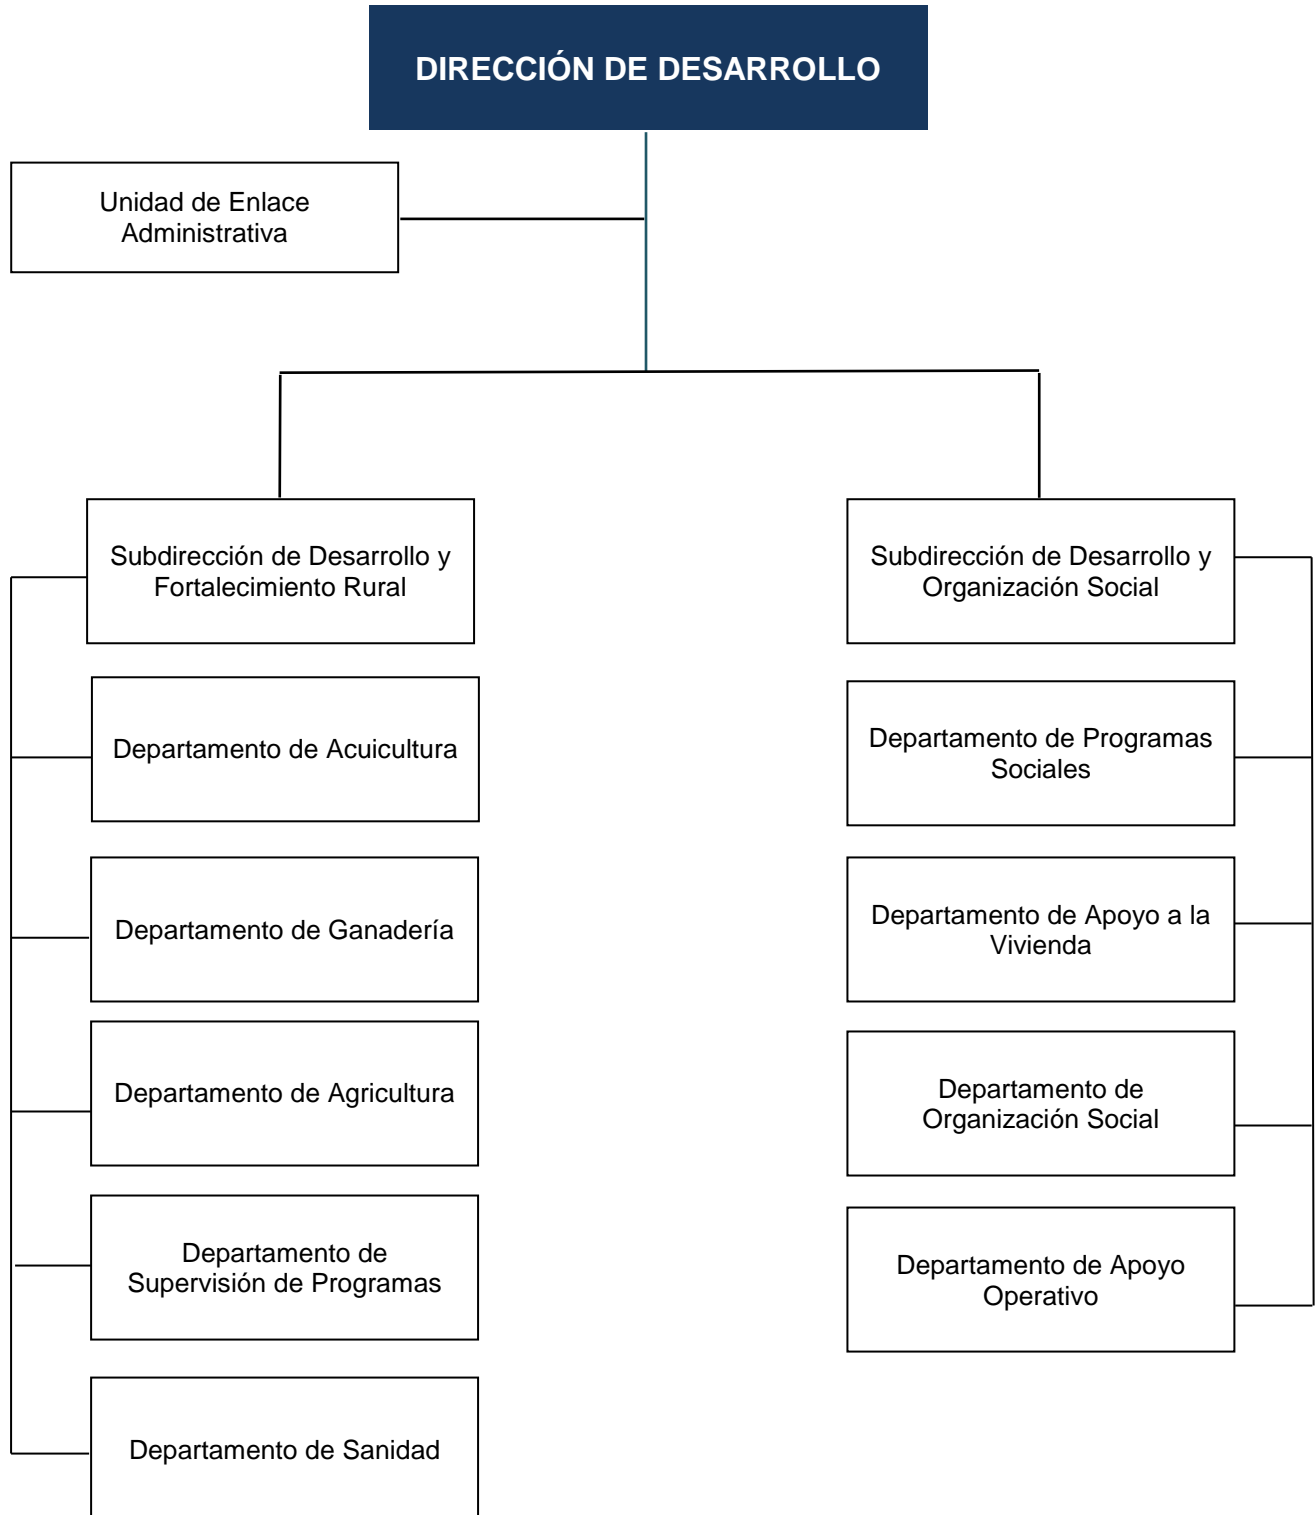 DIRECCIÓN DE DESARROLLO
Unidad de Enlace
Administrativa
Subdirección de Desarrollo y
Fortalecimiento Rural
Departamento de Acuicultura
Departamento de Ganadería
Departamento de Agricultura
Departamento de
Supervisión de Programas
Departamento de Sanidad
Subdirección de Desarrollo y
Organización Social
Departamento de Programas
Sociales
Departamento de Apoyo a la
Vivienda
Departamento de
Organización Social
Departamento de Apoyo
Operativo